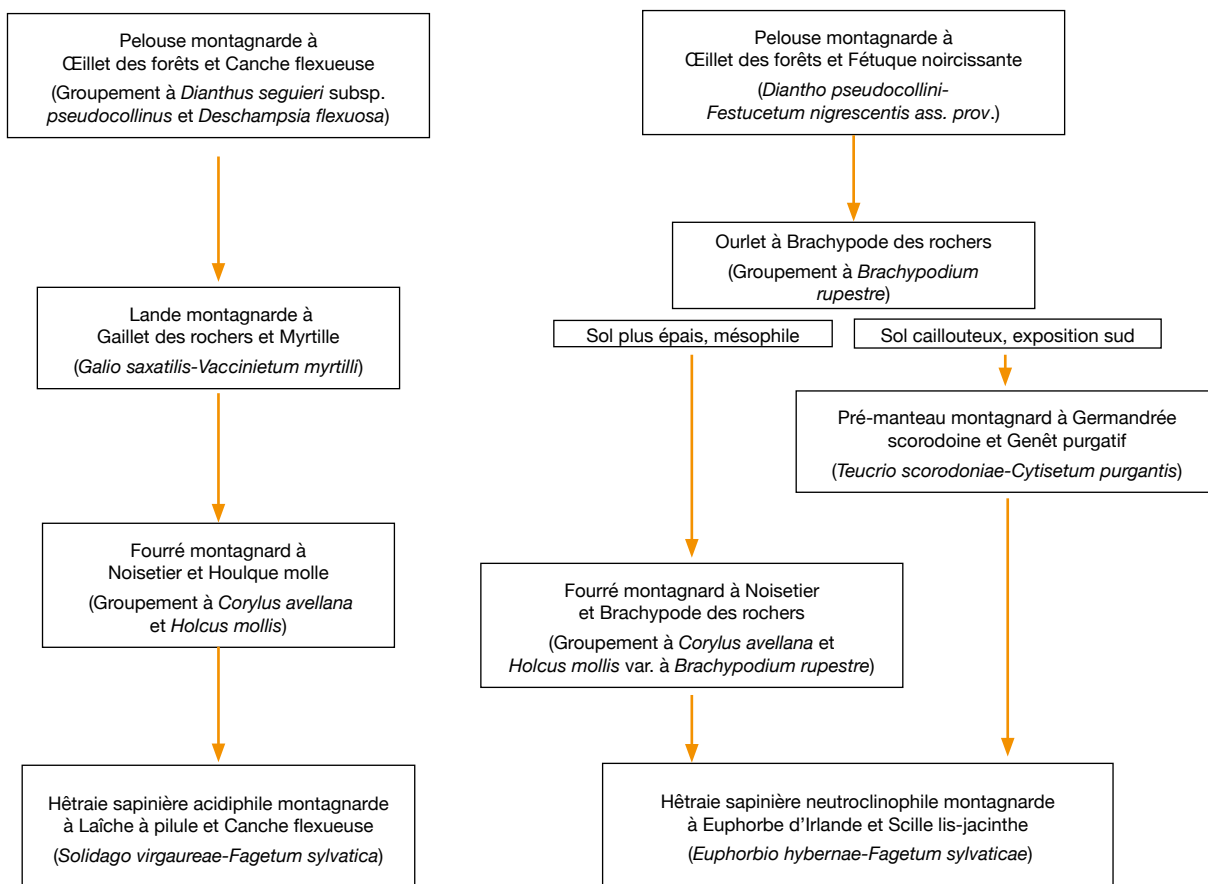 Pelouse montagnarde à
Œillet des forêts et Canche flexueuse
(Groupement à Dianthus seguieri subsp.
pseudocollinus et Deschampsia flexuosa)
Lande montagnarde à
Gaillet des rochers et Myrtille
(Galio saxatilis-Vaccinietum myrtilli)
Fourré montagnard à
Noisetier et Houlque molle
(Groupement à Corylus avellana
et Holcus mollis)
Hêtraie sapinière acidiphile montagnarde
à Laîche à pilule et Canche flexueuse
(Solidago virgaureae-Fagetum sylvatica)
Pelouse montagnarde à
Œillet des forêts et Fétuque noircissante
(Diantho pseudocollini-
Festucetum nigrescentis ass. prov.)
Ourlet à Brachypode des rochers
(Groupement à Brachypodium
rupestre)
Sol plus épais, mésophile
Sol caillouteux, exposition sud
Pré-manteau montagnard à Germandrée
scorodoine et Genêt purgatif
(Teucrio scorodoniae-Cytisetum purgantis)
Fourré montagnard à Noisetier
et Brachypode des rochers
(Groupement à Corylus avellana et
Holcus mollis var. à Brachypodium rupestre)
Hêtraie sapinière neutroclinophile montagnarde
à Euphorbe d'Irlande et Scille lis-jacinthe
(Euphorbio hybernae-Fagetum sylvaticae)